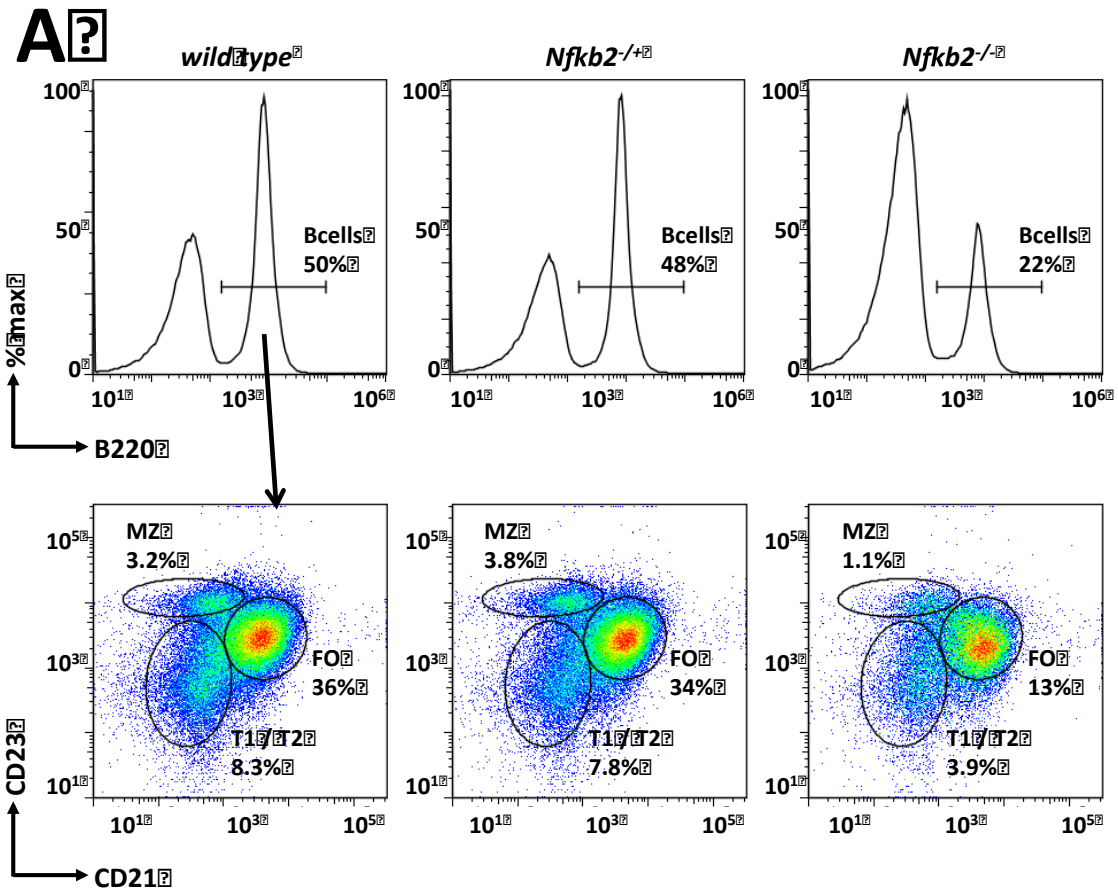 A
wild type
Nfkb2-/+
Nfkb2-/-
100
50
0
Bcells
50%
10¹
10³
10⁶
100
50
0
Bcells
48%
10¹
10³
10⁶
100
50
0
Bcells
22%
10¹
10³
10⁶
% max
B220
MZ
3.2%
FO
36%
T1 / T2
8.3%
10⁵
10³
10¹
10¹
10³
10⁵
MZ
3.8%
FO
34%
T1 / T2
7.8%
10⁵
10³
10¹
10¹
10³
10⁵
MZ
1.1%
FO
13%
T1 / T2
3.9%
10⁵
10³
10¹
10¹
10³
10⁵
CD23
CD21